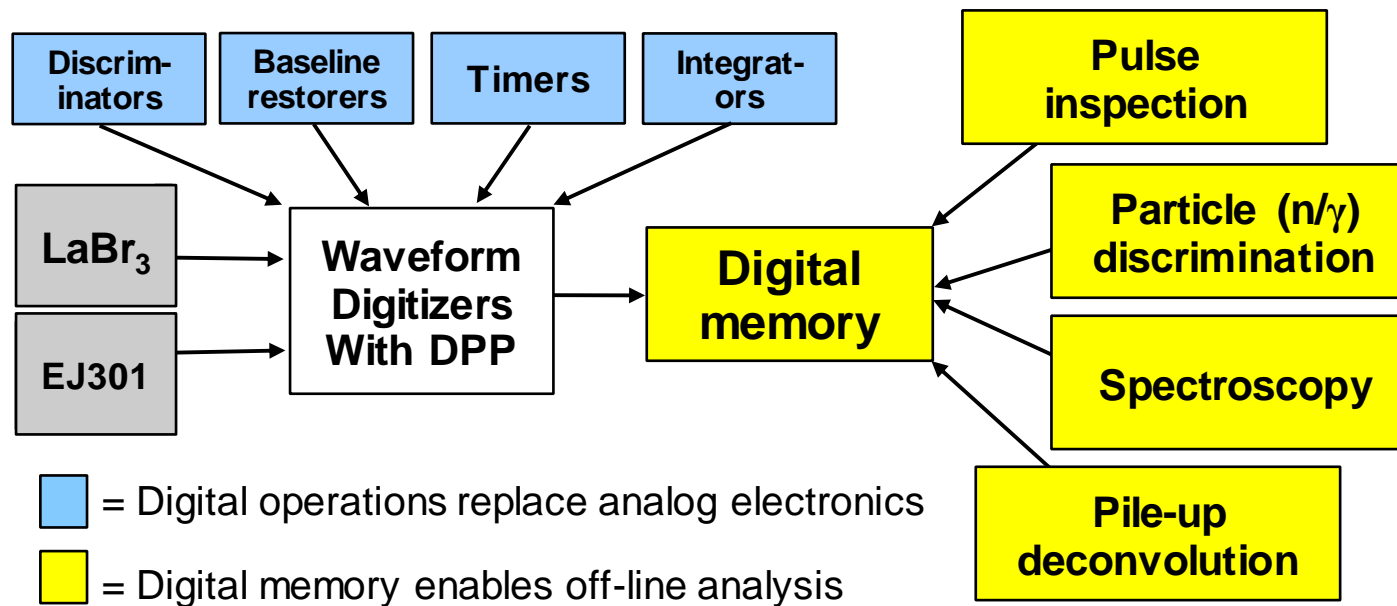 Discrim-
inators
Baseline
restorers
Timers
Integrat-
ors
Pulse
inspection
LaBr₃
EJ301
Waveform
Digitizers
With DPP
Digital
memory
Particle (n/γ)
discrimination
Spectroscopy
Pile-up
deconvolution
= Digital operations replace analog electronics
= Digital memory enables off-line analysis